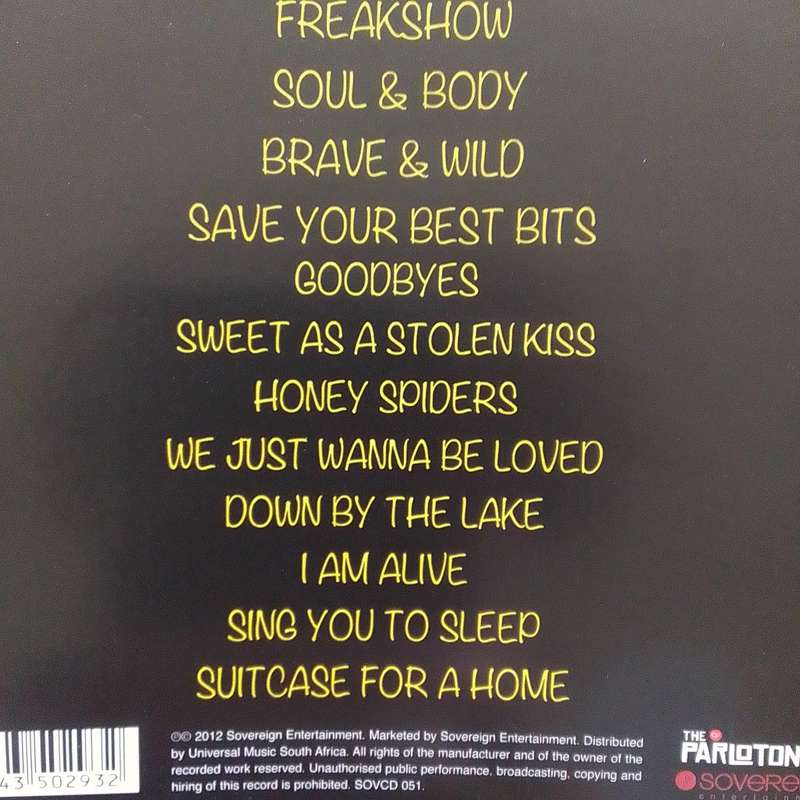 FREAKSHOW
SOUL & BODY
BRAVE & WILD
SAVE YOUR BEST BITS
GOODBYES
SWEET AS A STOLEN KISS
HONEY SPIDERS
WE JUST WANNA BE LOVED
DOWN BY THE LAKE
I AM ALIVE
SING YOU TO SLEEP
SUITCASE FOR A HOME
43 502932
℗© 2012 Sovereign Entertainment. Marketed by Sovereign Entertainment. Distributed
by Universal Music South Africa. All rights of the manufacturer and of the owner of the
recorded work reserved. Unauthorised public performance, broadcasting, copying and
hiring of this record is prohibited. SOVCD 051.
THE
PARLOTON
SOVERE
entertainm